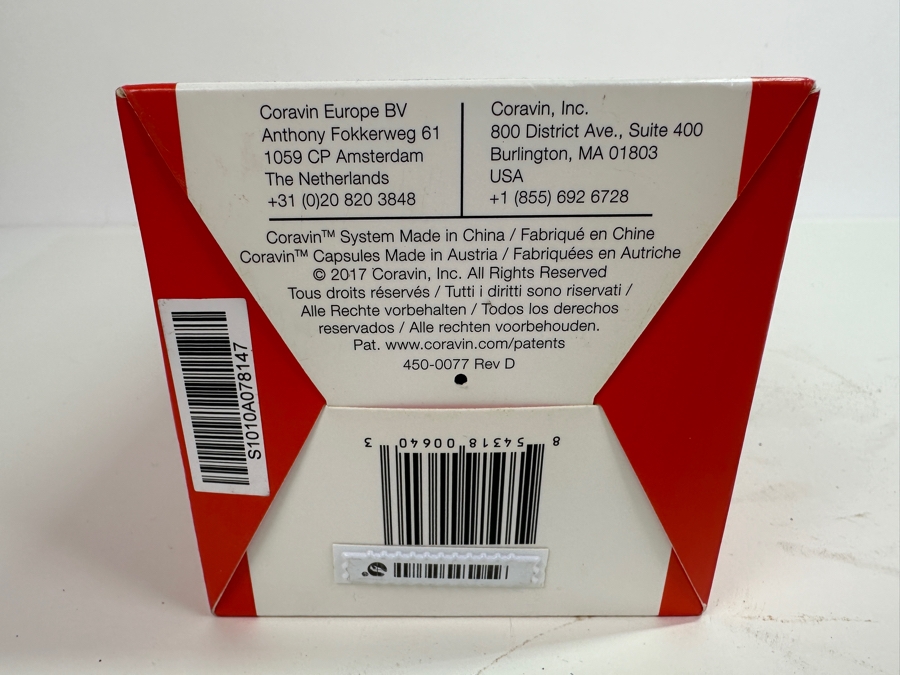 Coravin Europe BV
Anthony Fokkerweg 61
1059 CP Amsterdam
The Netherlands
+31 (0)20 820 3848
Coravin, Inc.
800 District Ave., Suite 400
Burlington, MA 01803
USA
+1 (855) 692 6728
Coravin™ System Made in China / Fabriqué en Chine
Coravin™ Capsules Made in Austria / Fabriquées en Autriche
© 2017 Coravin, Inc. All Rights Reserved
Tous droits réservés / Tutti i diritti sono riservati /
Alle Rechte vorbehalten / Todos los derechos
reservados / Alle rechten voorbehouden.
Pat. www.coravin.com/patents
450-0077 Rev D
S1010A078147
8 54318 00640 3